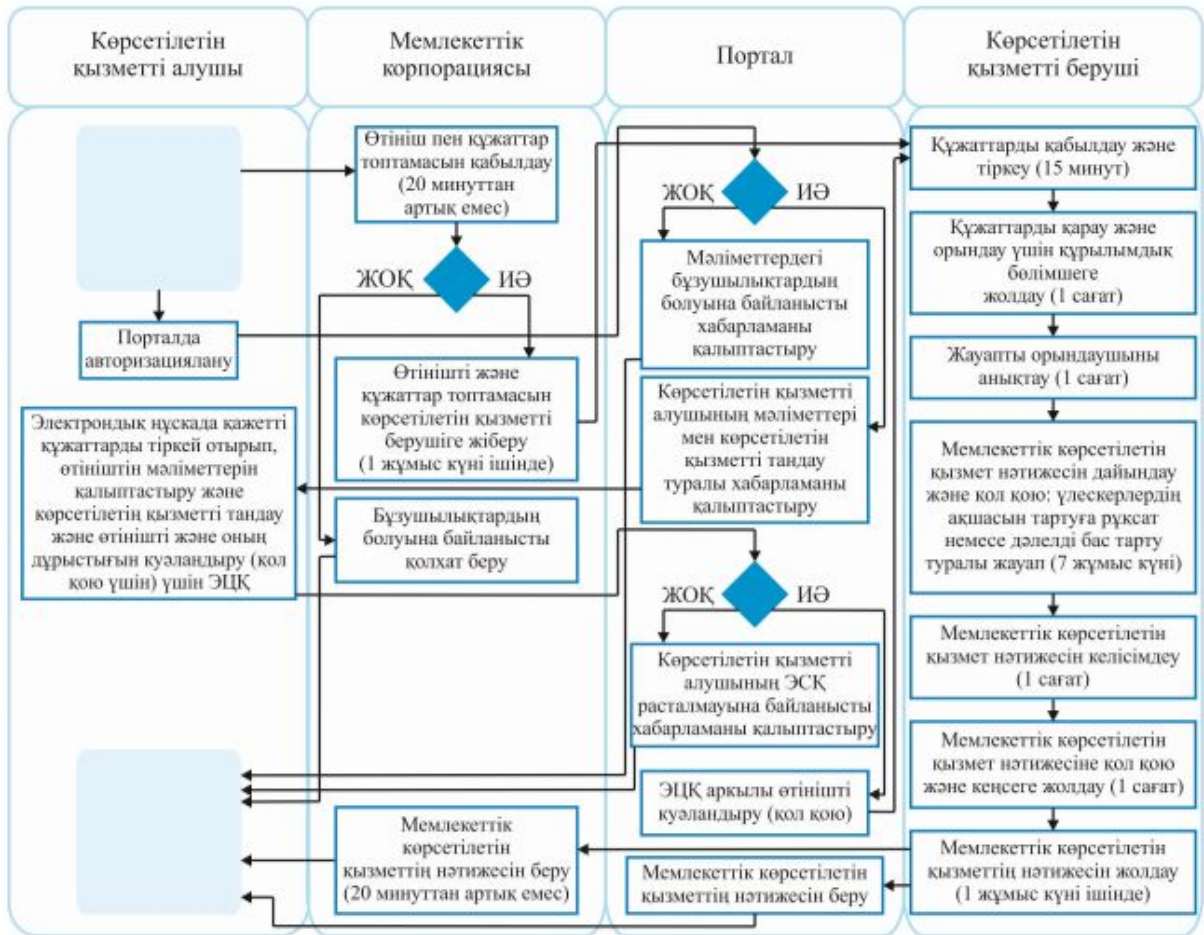 Көрсетілетін
қызметті алушы
Мемлекеттік
корпорациясы
Портал
Көрсетілетін
қызметті беруші
Порталда
авторизациялану
Электрондық нұскада қажетті
құжаттарды тіркей отырып,
өтініштін мәліметтерін
қалыптастыру және
көрсетілетің қызметті тандау
және өтінішті және оның
дұрыстығын куәландыру (қол
қою үшін) үшін ЭЦҚ
Өтініш пен құжаттар
топтамасын қабылдау
(20 минуттан
артық емес)
ЖОҚ
ИӘ
Өтінішті және
құжаттар топтамасын
көрсетілетін қызметті
берушіге жіберу
(1 жұмыс күні ішінде)
Бұзушылықтардың
болуына байланысты
қолхат беру
Мемлекеттік
көрсетілетін
қызметтің нәтижесін беру
(20 минуттан артық емес)
ЖОҚ
ИӘ
Мәліметтердегі
бұзушылықтардың
болуына байланысты
хабарламаны
қалыптастыру
Көрсетілетін қызметті
алушының мәліметтері
мен көрсетілетін
қызметті тандау
туралы хабарламаны
қалыптастыру
ЖОҚ
ИӘ
Көрсетілетін қызметті
алушының ЭСҚ
расталмауына байланысты
хабарламаны қалыптастыру
ЭЦҚ арқылы өтінішті
куәландыру (қол қою)
Мемлекеттік көрсетілетін
қызметтің нәтижесін беру
Құжаттарды қабылдау және
тіркеу (15 минут)
Құжаттарды қарау және
орындау үшін құрылымдық
бөлімшеге
жолдау (1 сағат)
Жауапты орындаушыны
анықтау (1 сағат)
Мемлекеттік көрсетілетін
қызмет нәтижесін дайындау
және қол қою: үлескерлердің
ақшасын тартуға рұқсат
немесе дәлелді бас тарту
туралы жауап (7 жұмыс күні)
Мемлекеттік көрсетілетін
қызмет нәтижесін келісімдеу
(1 сағат)
Мемлекеттік көрсетілетін
қызмет нәтижесіне қол қою
және кеңсеге жолдау (1 сағат)
Мемлекеттік көрсетілетін
қызметтің нәтижесін жолдау
(1 жұмыс күні ішінде)